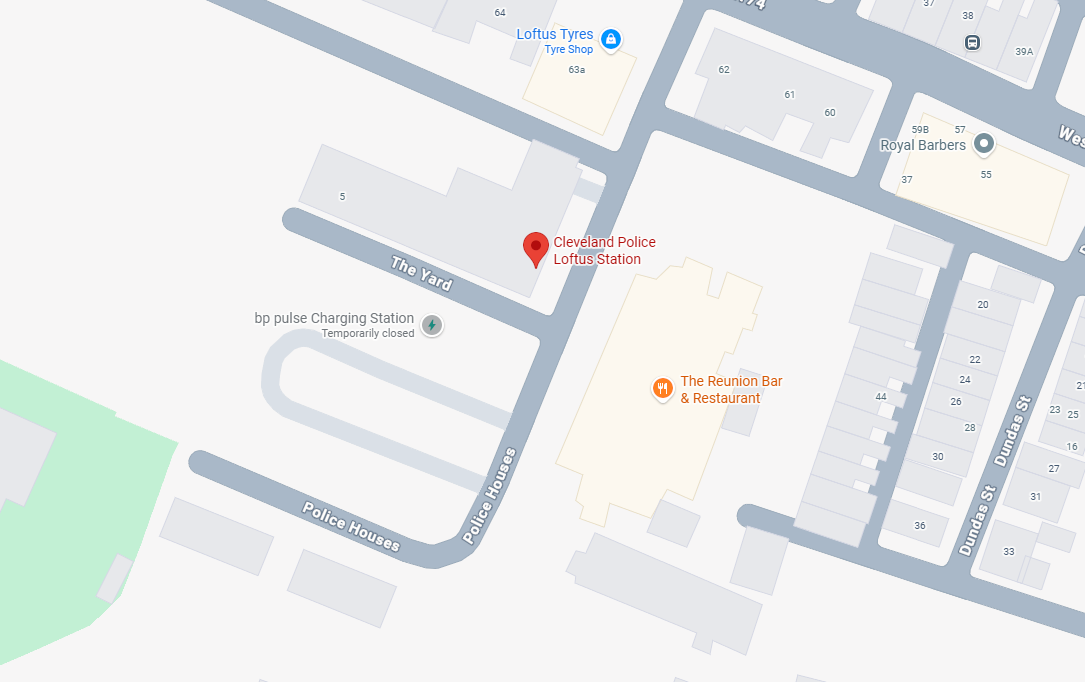 64
Loftus Tyres
Tyre Shop
63a
37
38
39A
62
61
60
59B
57
Royal Barbers
55
37
5
Cleveland Police
Loftus Station
The Yard
bp pulse Charging Station
Temporarily closed
The Reunion Bar
& Restaurant
20
22
24
26
28
30
36
44
21
23
25
16
27
31
33
Dundas St
Dundas St
Police Houses
Police Houses